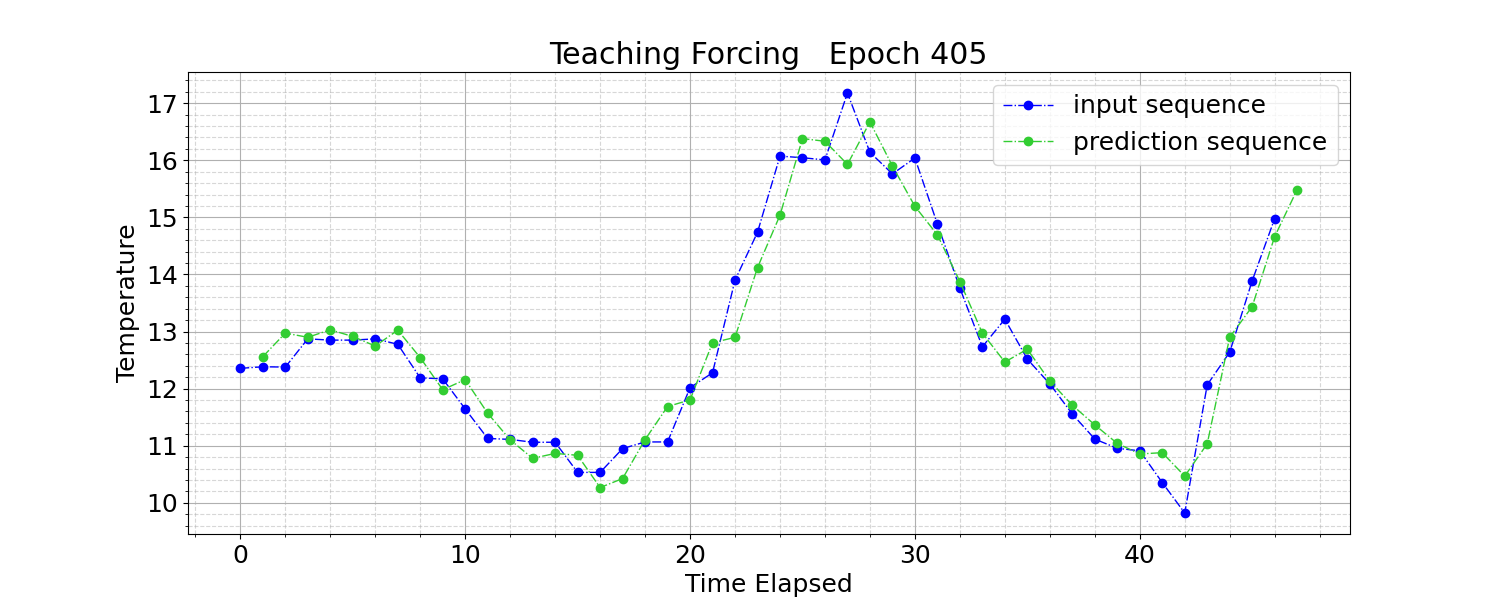 Teaching Forcing   Epoch 405
input sequence
prediction sequence
Temperature
17
16
15
14
13
12
11
10
0 10 20 30 40
Time Elapsed